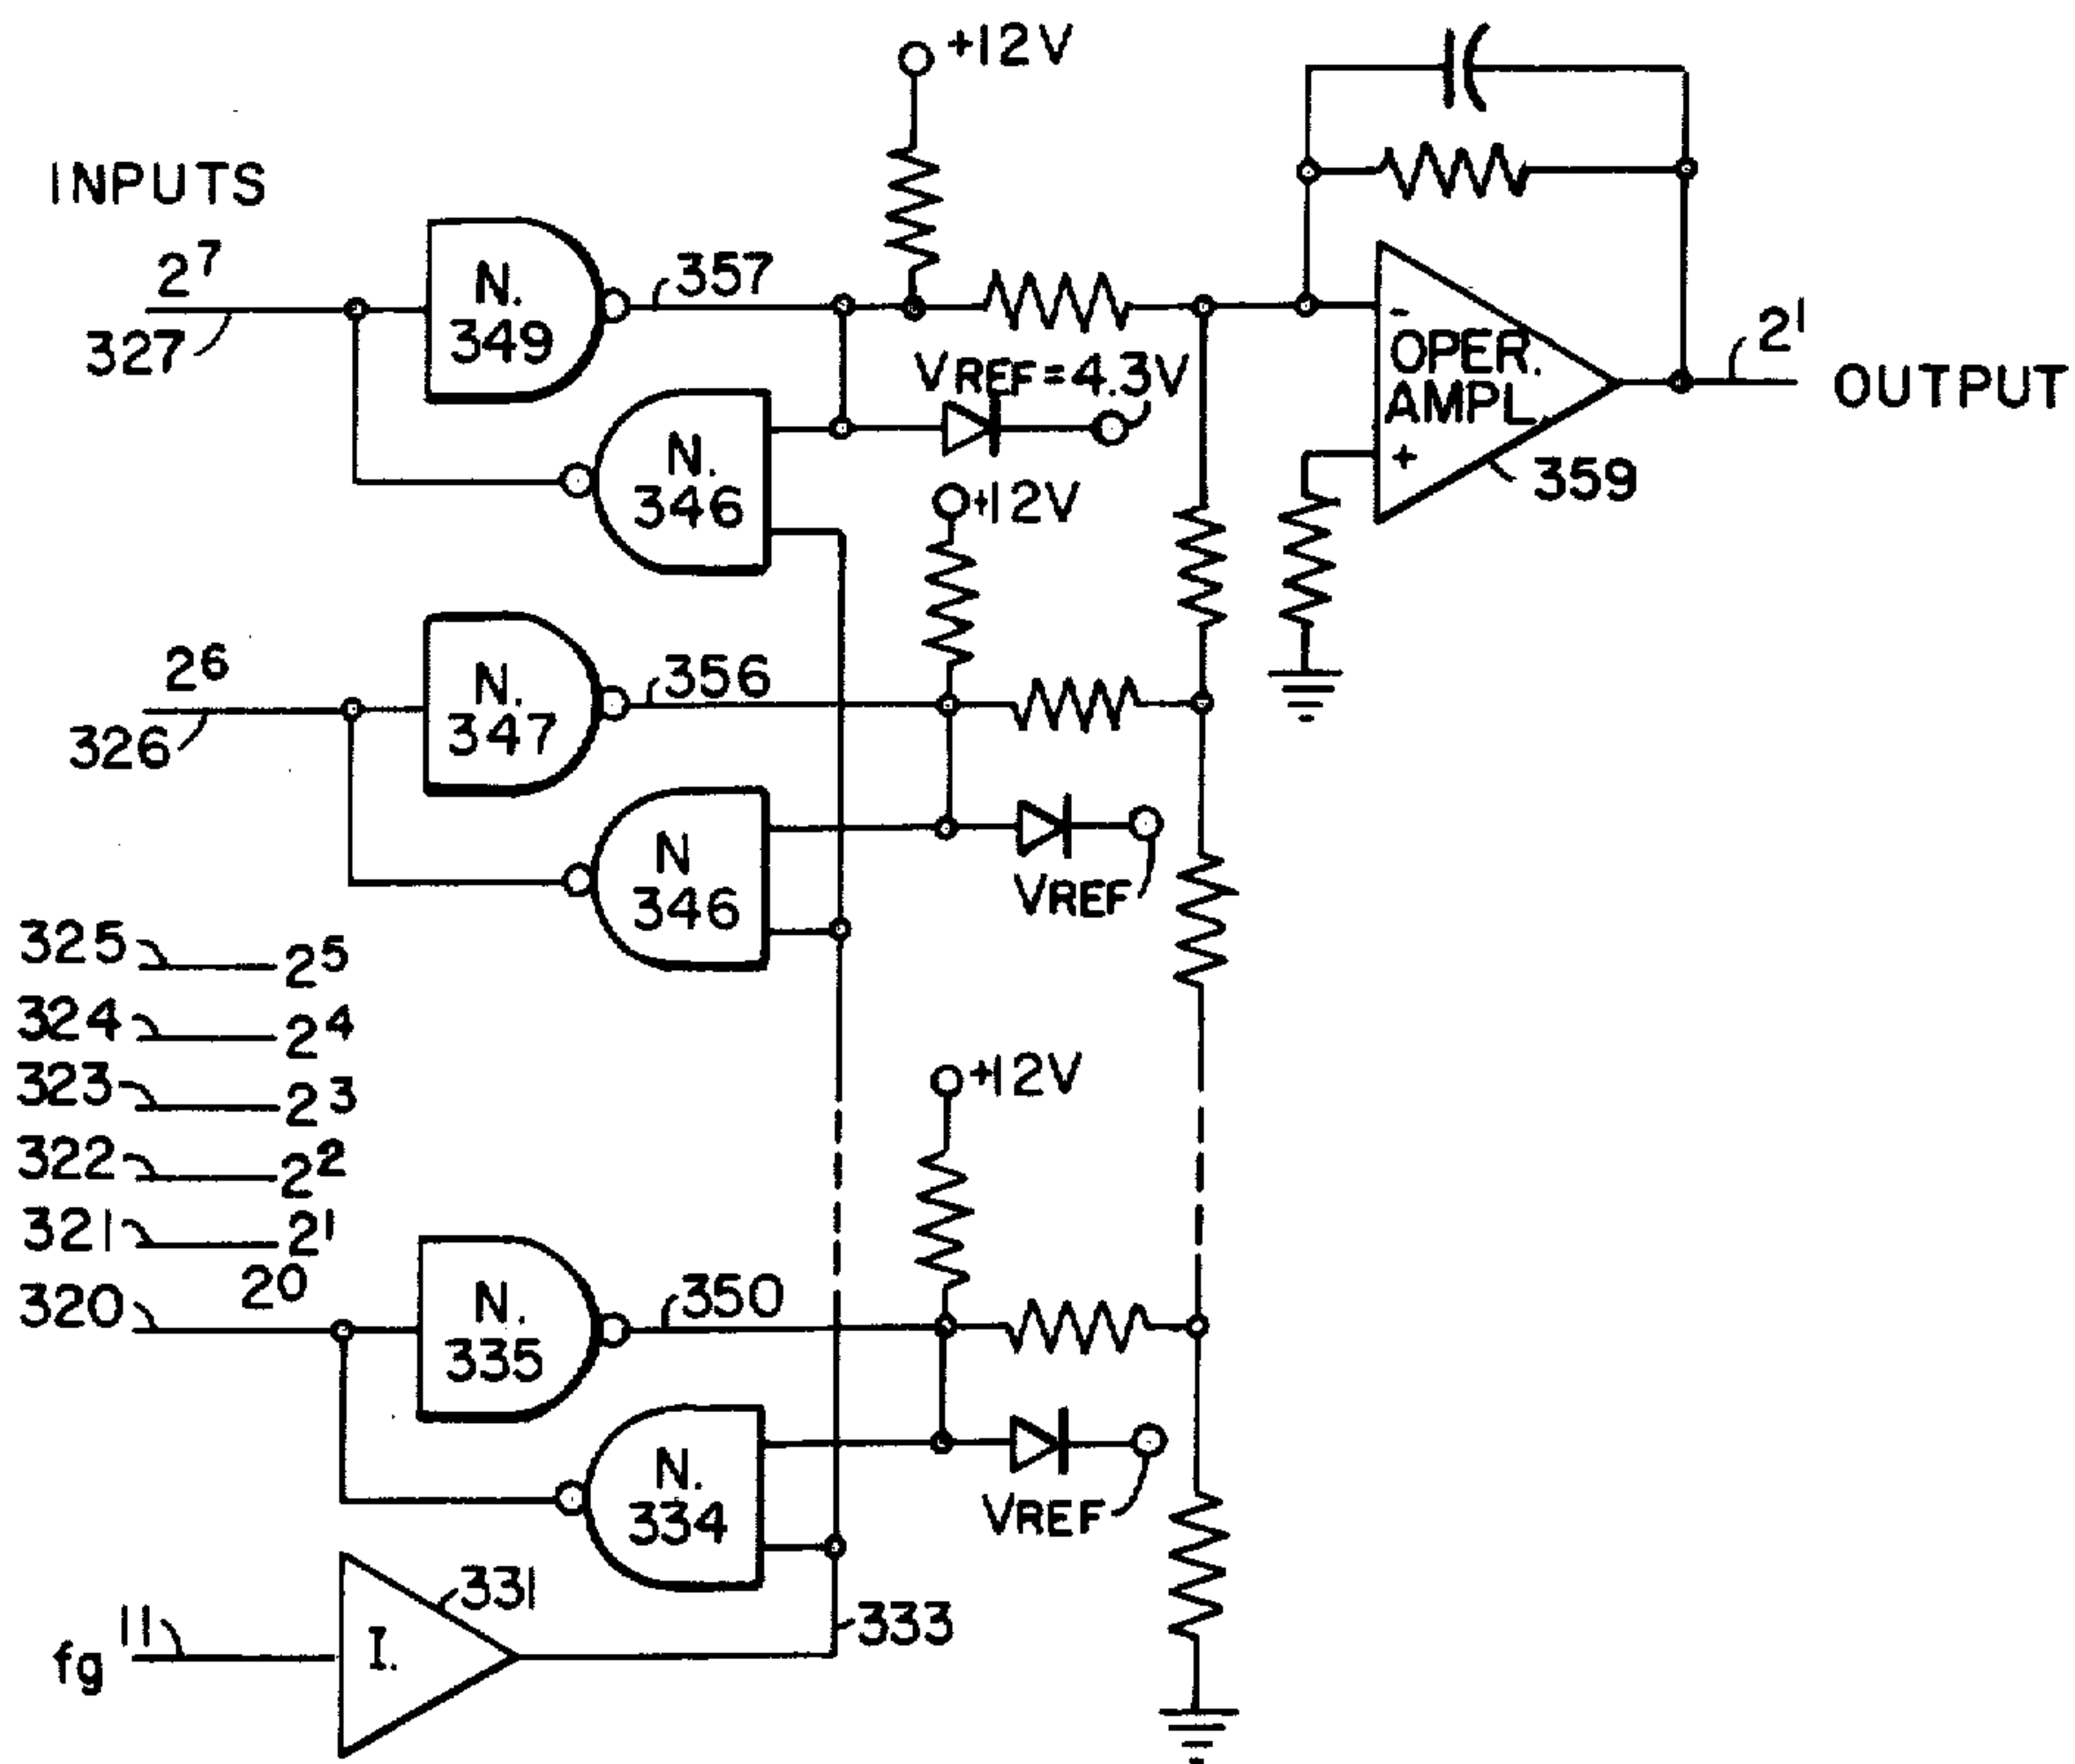 +12V
INPUTS
2⁷
327
N.
349
357
VREF=4.3V
-
OPER.
AMPL.
+
359
21
OUTPUT
N.
346
+12V
2⁶
326
N.
347
356
N
346
VREF
325 2⁵
324 2⁴
323 2³
322 2²
321 2¹
320 2⁰
+12V
N.
335
350
N.
334
VREF
fg 11
I.
331
333